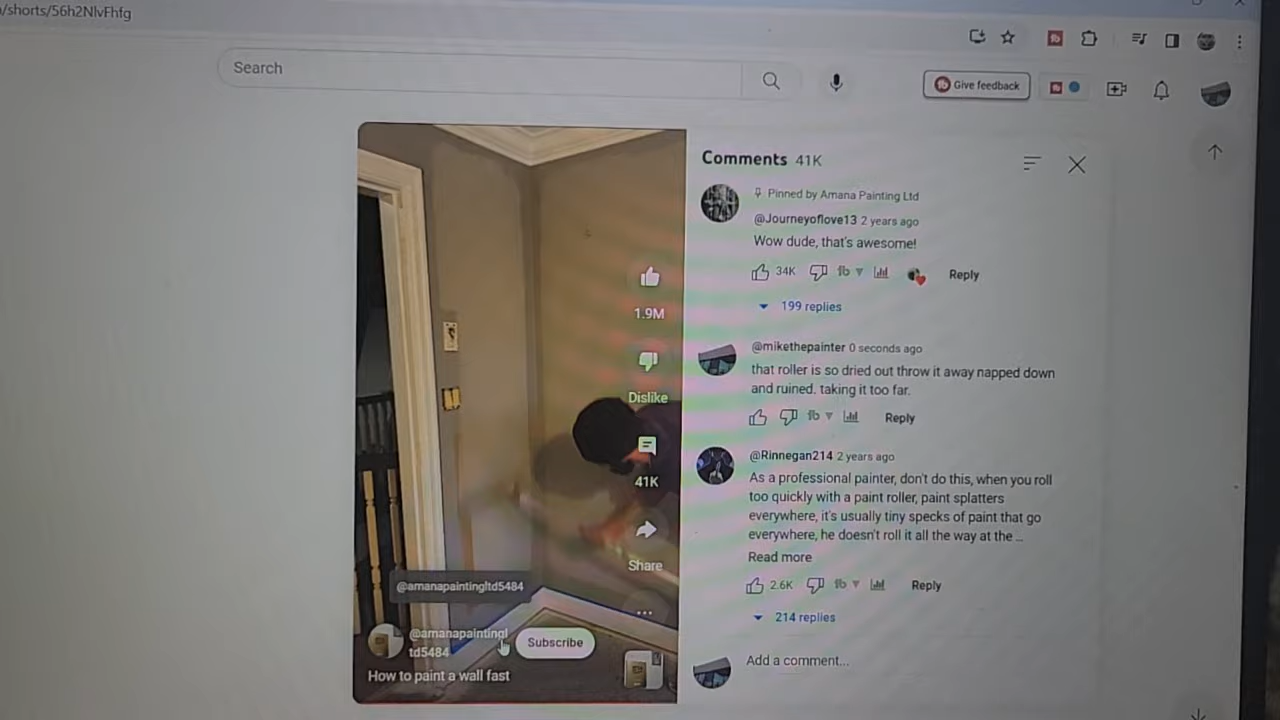 /shorts/56h2NlvFhfg
Search
Give feedback
Comments 41K
Pinned by Amana Painting Ltd
@Journeyoflove13 2 years ago
Wow dude, that's awesome!
34K
Reply
199 replies
@mikethepainter 0 seconds ago
that roller is so dried out throw it away napped down
and ruined. taking it too far.
Reply
@Rinnegan214 2 years ago
As a professional painter, don't do this, when you roll
too quickly with a paint roller, paint splatters
everywhere, it's usually tiny specks of paint that go
everywhere, he doesn't roll it all the way at the ...
Read more
2.6K
Reply
214 replies
Add a comment...
1.9M
Dislike
41K
Share
@amanapaintingltd5484
@amanapaintingl
td5484
Subscribe
How to paint a wall fast